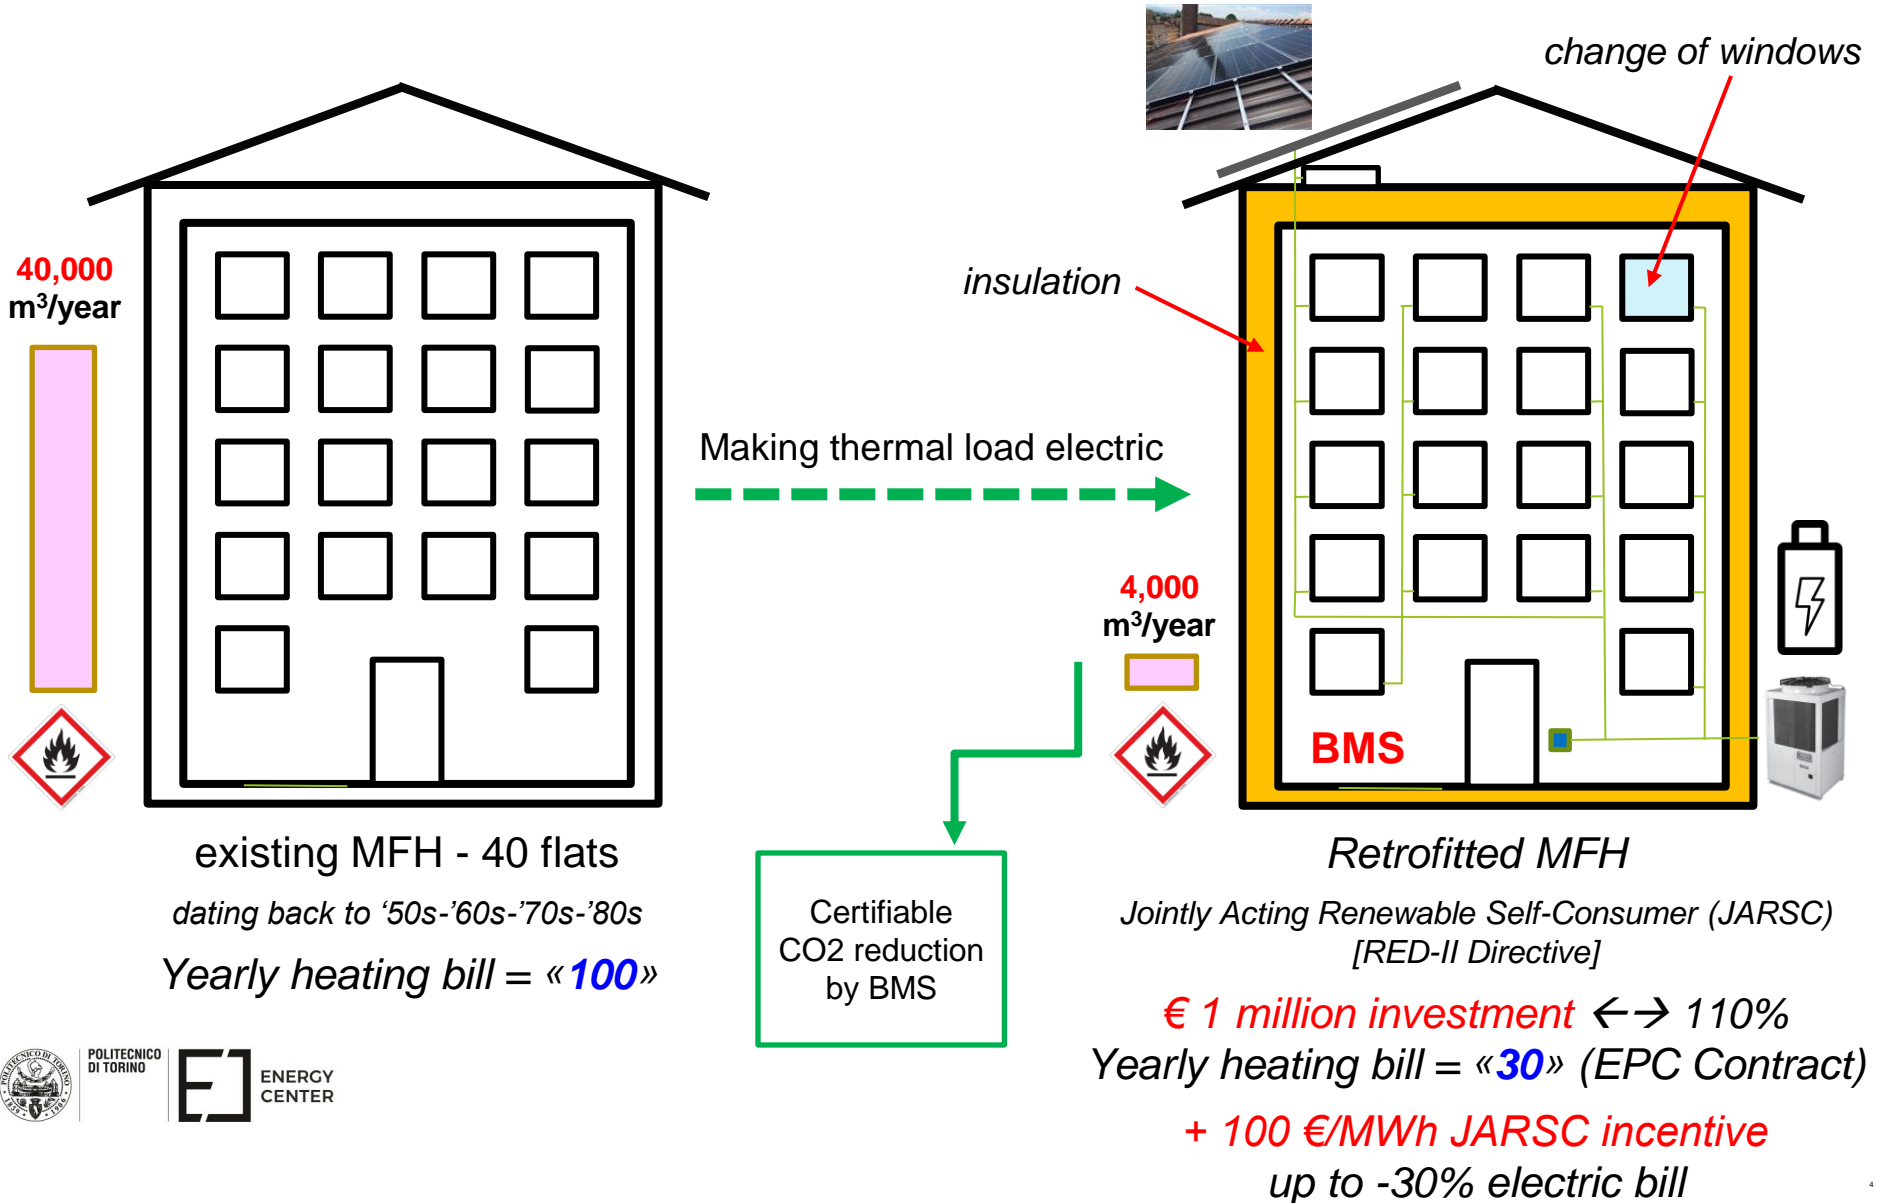 change of windows
40,000
m³/year
insulation
Making thermal load electric
4,000
m³/year
BMS
existing MFH - 40 flats
dating back to ‘50s-’60s-’70s-’80s
Yearly heating bill = «100»
Certifiable
CO2 reduction
by BMS
Retrofitted MFH
Jointly Acting Renewable Self-Consumer (JARSC)
[RED-II Directive]
€ 1 million investment ←→ 110%
Yearly heating bill = «30» (EPC Contract)
+ 100 €/MWh JARSC incentive
up to -30% electric bill
POLITECNICO
DI TORINO
ENERGY
CENTER
4